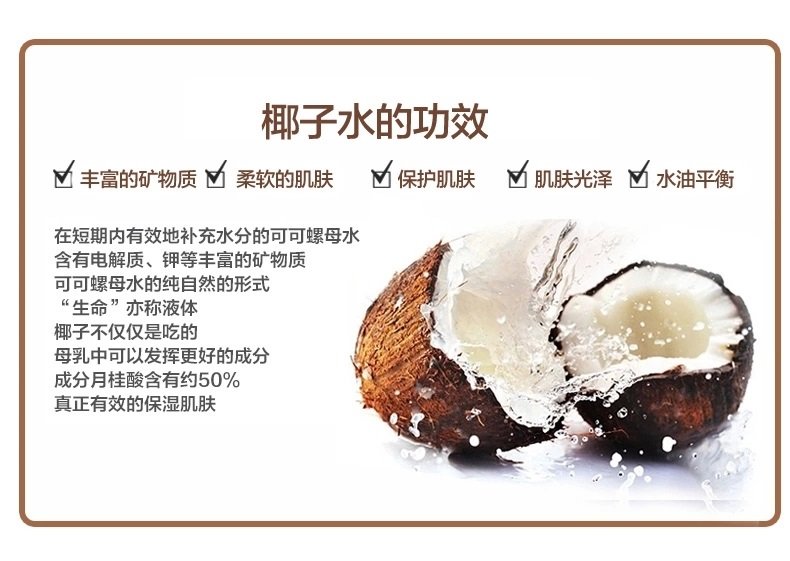 椰子水的功效
丰富的矿物质 柔软的肌肤 保护肌肤 肌肤光泽 水油平衡
在短期内有效地补充水分的可可螺母水
含有电解质、钾等丰富的矿物质
可可螺母水的纯自然的形式
“生命”亦称液体
椰子不仅仅是吃的
母乳中可以发挥更好的成分
成分月桂酸含有约50%
真正有效的保湿肌肤